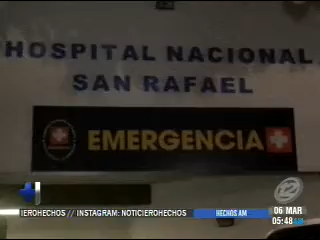 HOSPITAL NACIONAL
SAN RAFAEL
EMERGENCIA
12
06 MAR
IEROHECHOS // INSTAGRAM: NOTICIEROHECHOS
HECHOS AM
05:48